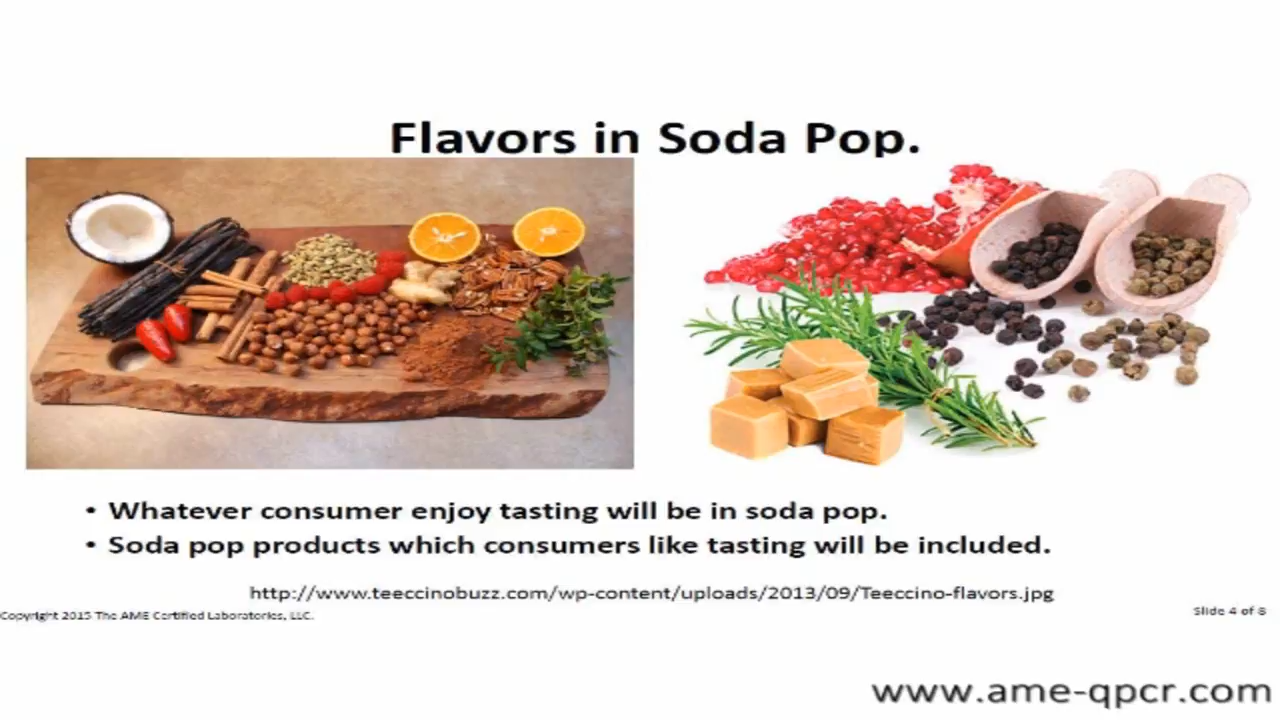 Flavors in Soda Pop.
• Whatever consumer enjoy tasting will be in soda pop.
• Soda pop products which consumers like tasting will be included.
http://www.teeccinobuzz.com/wp-content/uploads/2013/09/Teeccino-flavors.jpg
Copyright 2015 The AME Certified Laboratories, LLC.
Slide 4 of 8
www.ame-qpcr.com